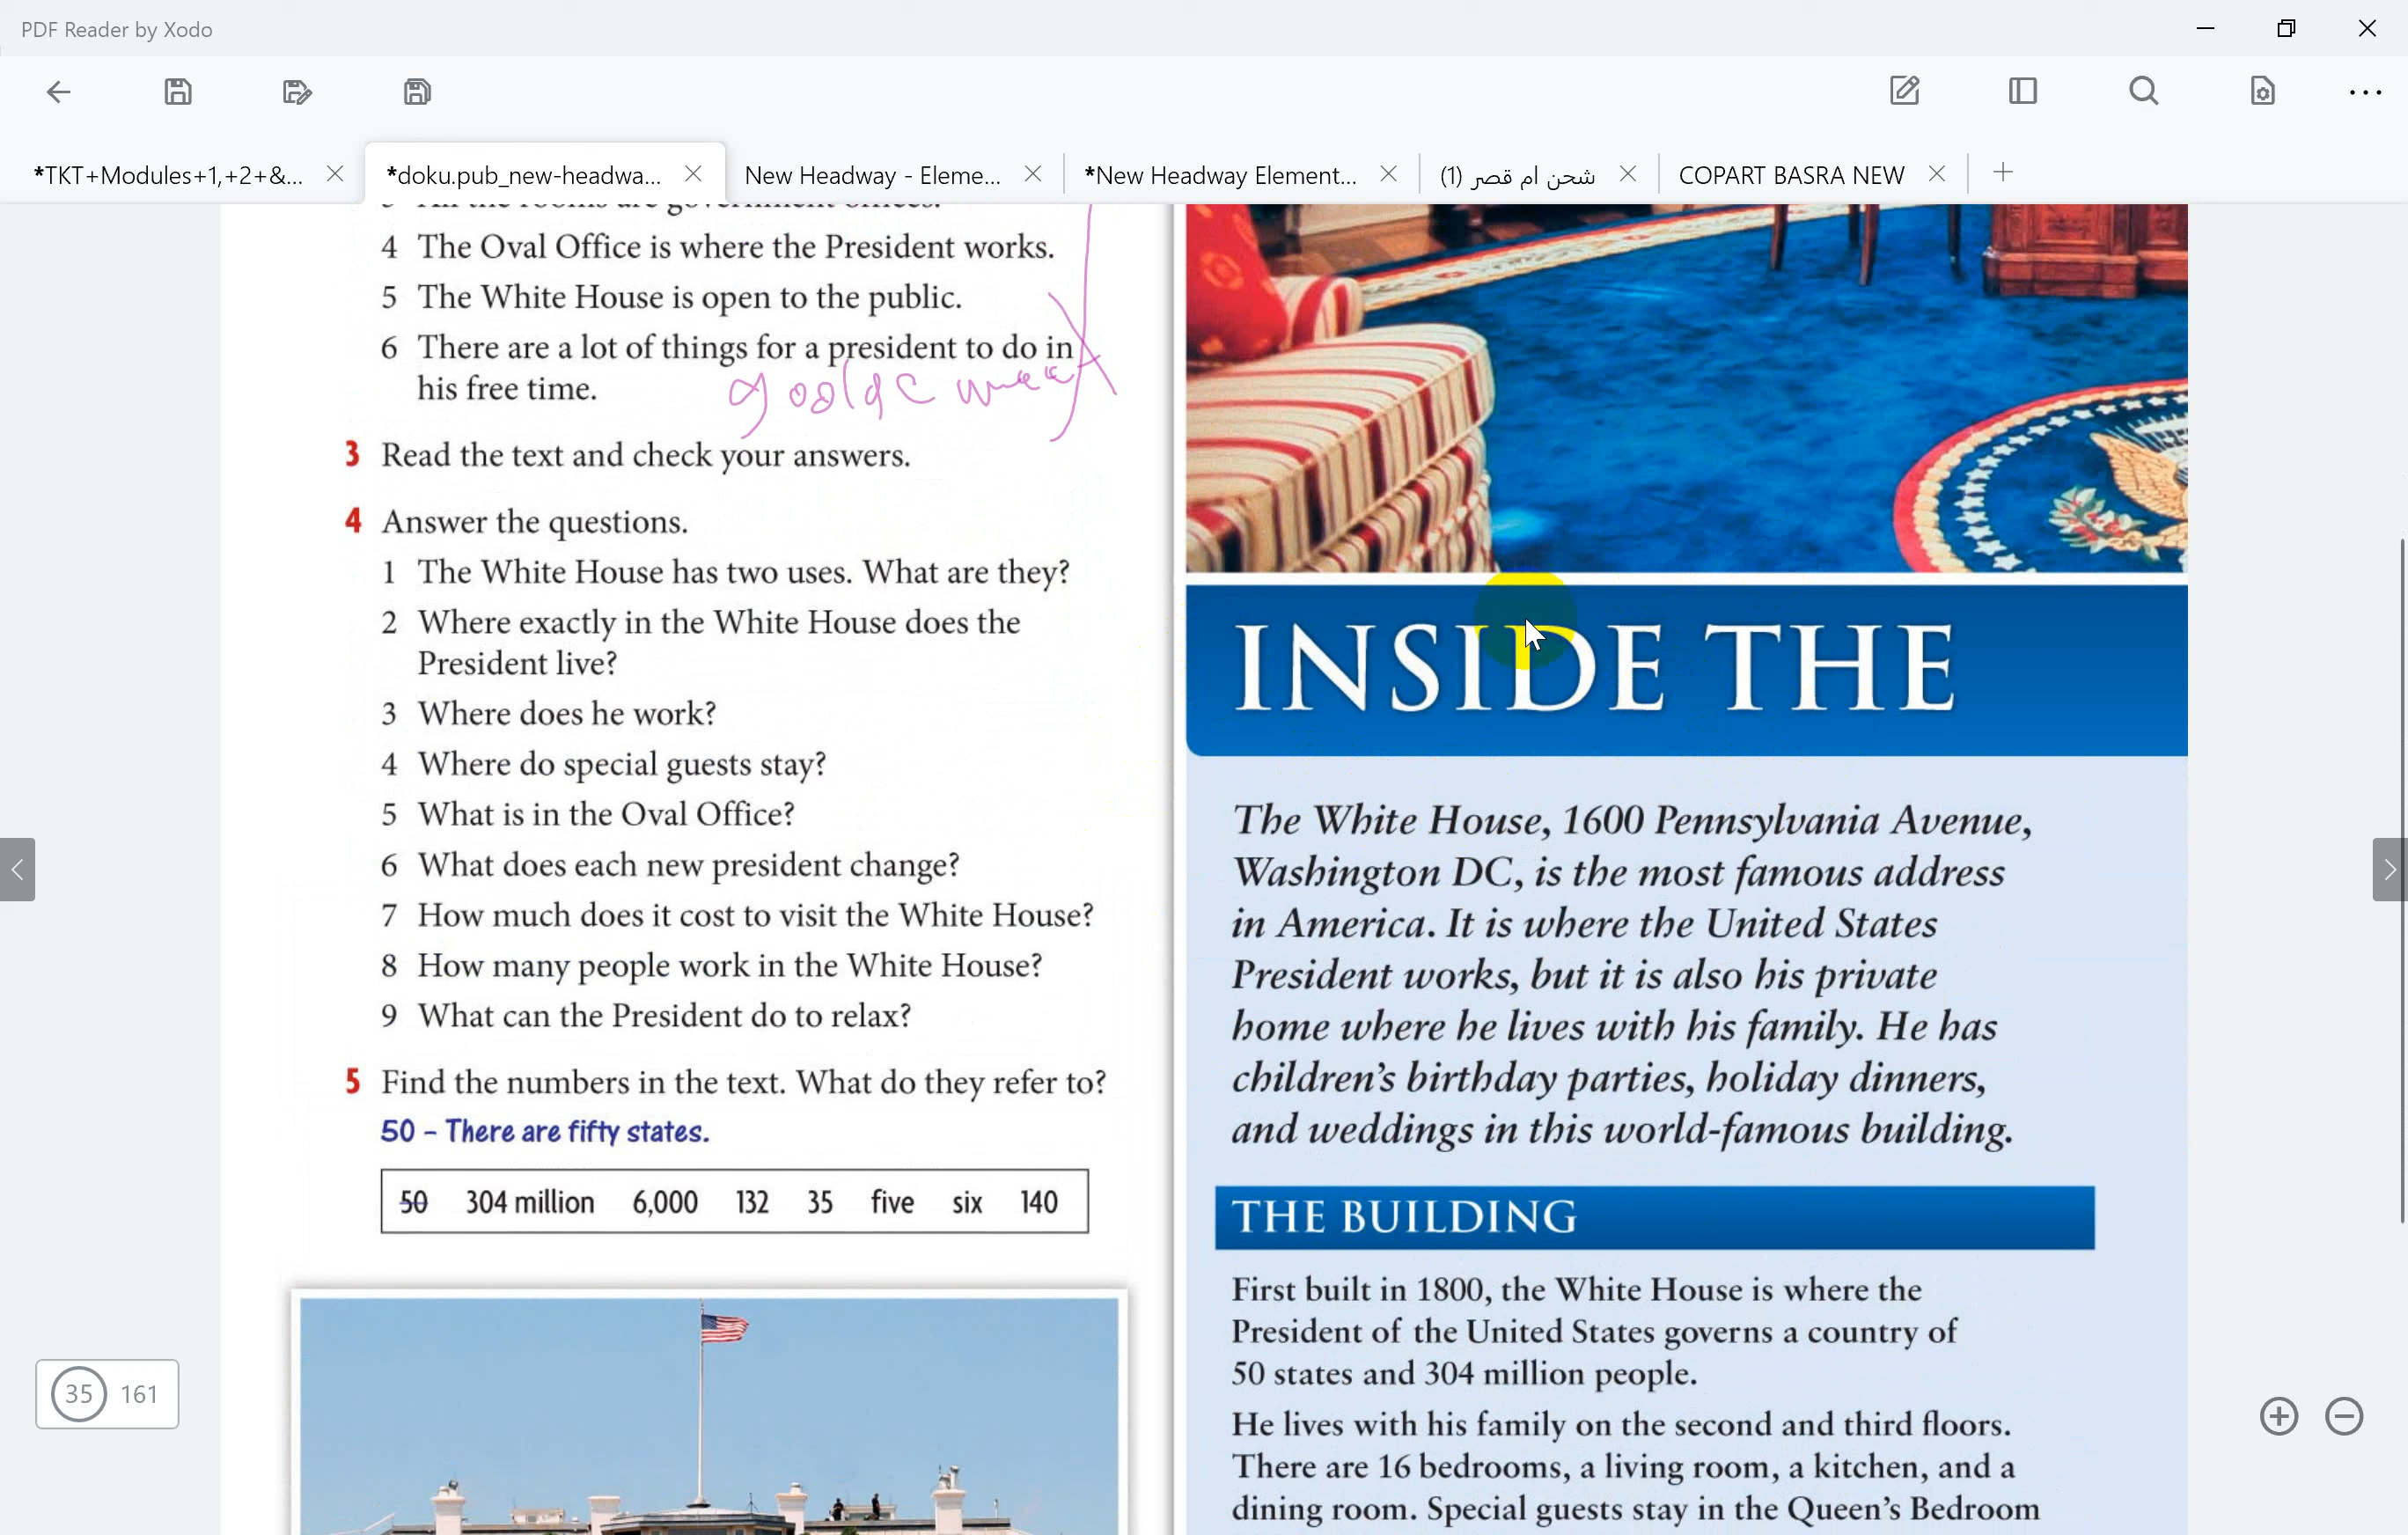 PDF Reader by Xodo
*TKT+Modules+1,+2+&...
*doku.pub_new-headwa...
New Headway - Eleme...
*New Headway Element...
شحن ام قصر (1)
COPART BASRA NEW
All the rooms are government offices.
4 The Oval Office is where the President works.
5 The White House is open to the public.
6 There are a lot of things for a president to do in
his free time.
3 Read the text and check your answers.
4 Answer the questions.
1 The White House has two uses. What are they?
2 Where exactly in the White House does the
President live?
3 Where does he work?
4 Where do special guests stay?
5 What is in the Oval Office?
6 What does each new president change?
7 How much does it cost to visit the White House?
8 How many people work in the White House?
9 What can the President do to relax?
5 Find the numbers in the text. What do they refer to?
50 – There are fifty states.
50 304 million 6,000 132 35 five six 140
INSIDE THE
The White House, 1600 Pennsylvania Avenue,
Washington DC, is the most famous address
in America. It is where the United States
President works, but it is also his private
home where he lives with his family. He has
children's birthday parties, holiday dinners,
and weddings in this world-famous building.
THE BUILDING
First built in 1800, the White House is where the
President of the United States governs a country of
50 states and 304 million people.
He lives with his family on the second and third floors.
There are 16 bedrooms, a living room, a kitchen, and a
dining room. Special guests stay in the Queen's Bedroom
35 161